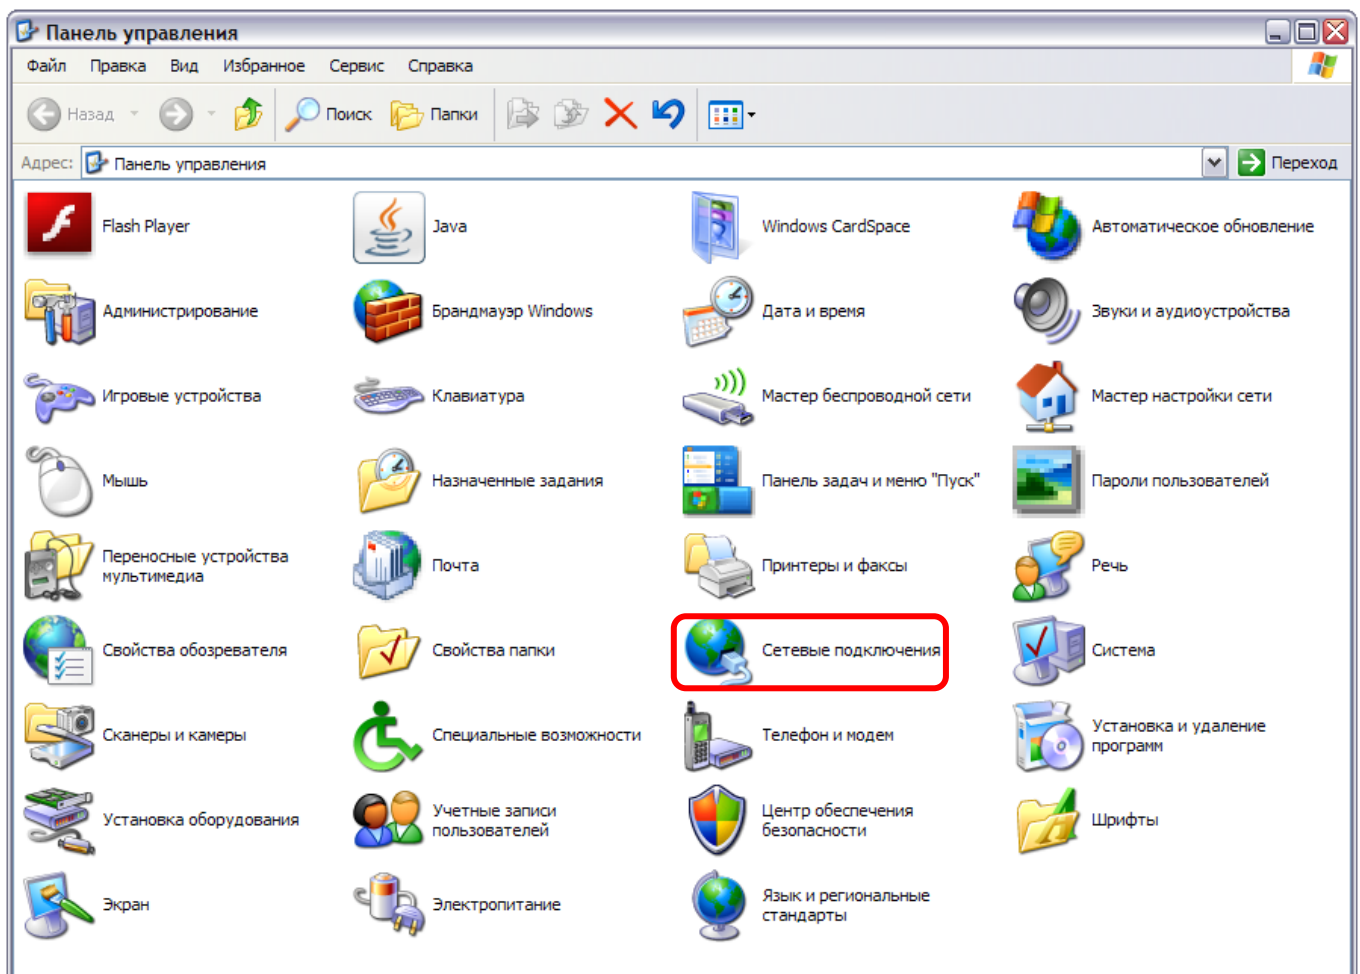 Панель управления
Файл Правка Вид Избранное Сервис Справка
Назад Поиск Папки
Адрес: Панель управления Переход
Flash Player Java Windows CardSpace Автоматическое обновление
Администрирование Брандмауэр Windows Дата и время Звуки и аудиоустройства
Игровые устройства Клавиатура Мастер беспроводной сети Мастер настройки сети
Мышь Назначенные задания Панель задач и меню "Пуск" Пароли пользователей
Переносные устройства
мультимедиа Почта Принтеры и факсы Речь
Свойства обозревателя Свойства папки Сетевые подключения Система
Сканеры и камеры Специальные возможности Телефон и модем Установка и удаление
программ
Установка оборудования Учетные записи
пользователей Центр обеспечения
безопасности Шрифты
Экран Электропитание Язык и региональные
стандарты